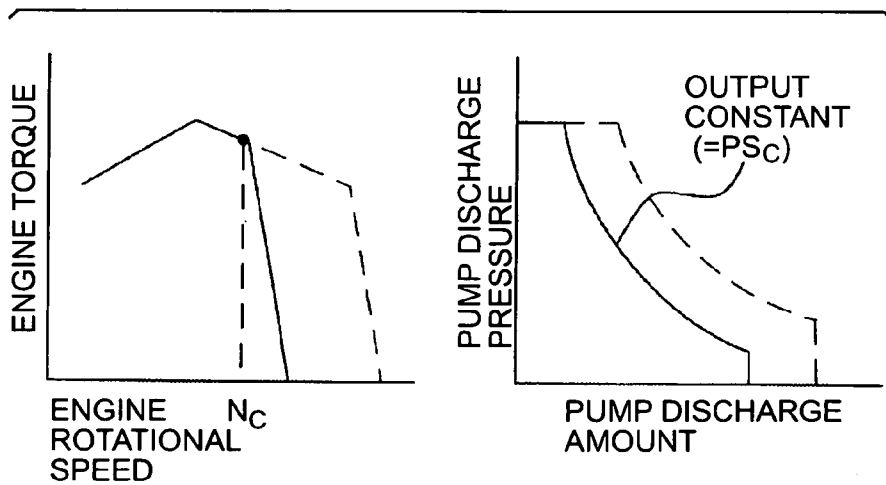 ENGINE TORQUE
ENGINE
ROTATIONAL
SPEED
N_C
PUMP DISCHARGE
PRESSURE
OUTPUT
CONSTANT
(=PS_C)
PUMP DISCHARGE
AMOUNT